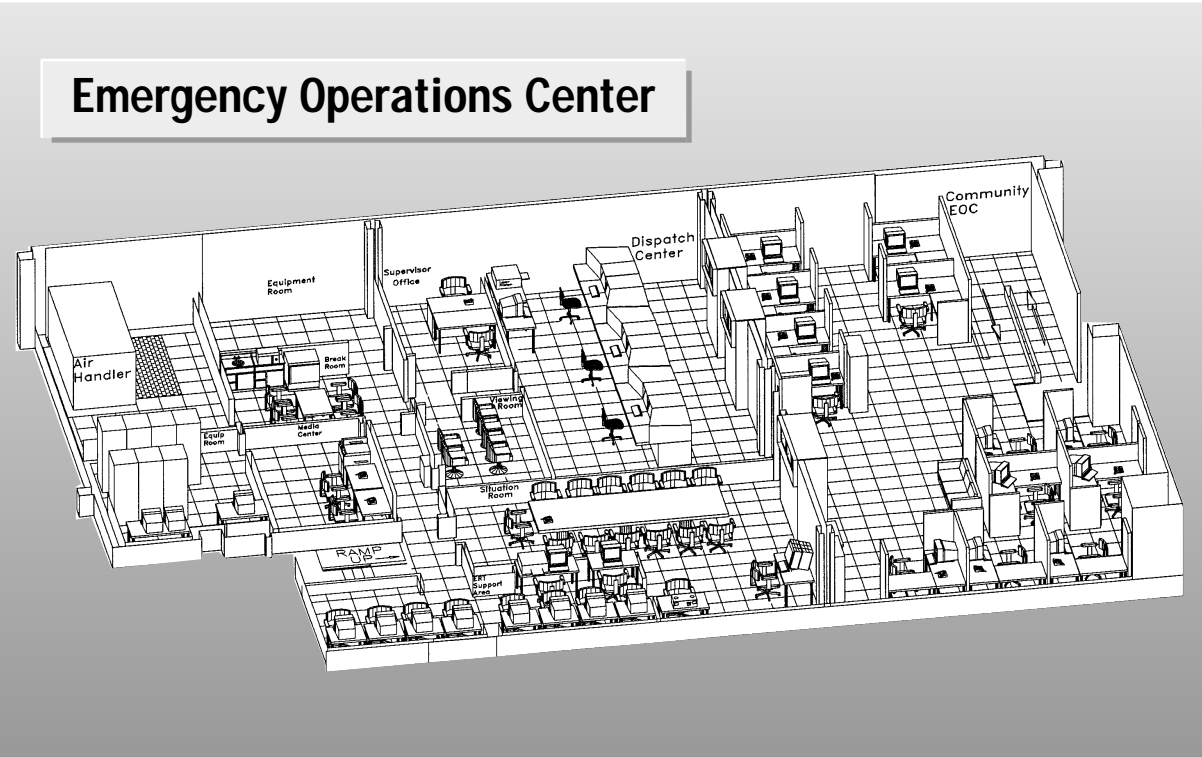 Emergency Operations Center
Community
EOC
Dispatch
Center
Supervisor
Office
Equipment
Room
Air
Handler
Break
Room
Viewing
Room
Media
Center
Equip
Room
Situation
Room
RAMP
UP
ERT
Support
Area